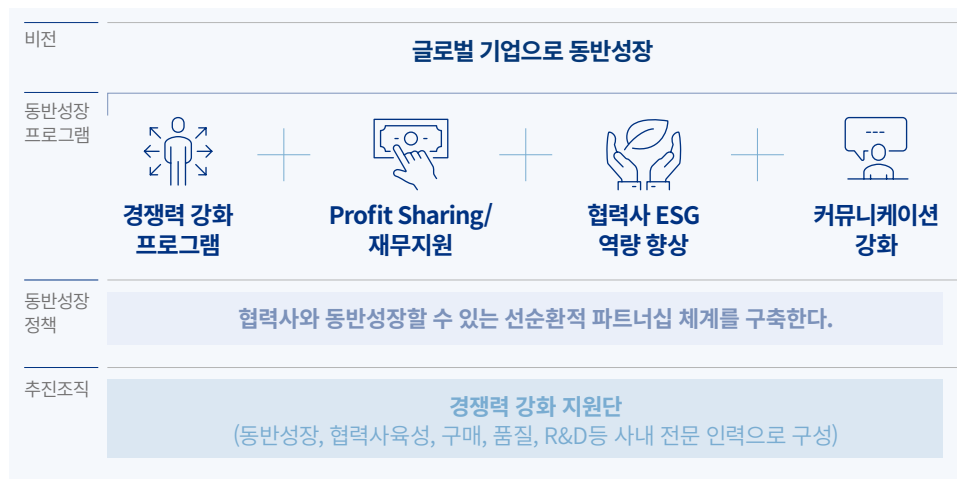 비전
글로벌 기업으로 동반성장
동반성장
프로그램
경쟁력 강화
프로그램
Profit Sharing/
재무지원
협력사 ESG
역량 향상
커뮤니케이션
강화
동반성장
정책
협력사와 동반성장할 수 있는 선순환적 파트너십 체계를 구축한다.
추진조직
경쟁력 강화 지원단
(동반성장, 협력사육성, 구매, 품질, R&D등 사내 전문 인력으로 구성)